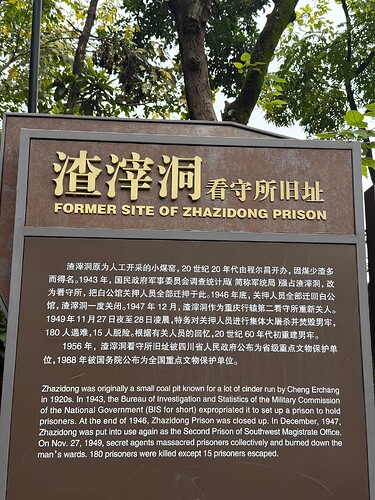 渣滓洞看守所旧址
FORMER SITE OF ZHAZIDONG PRISON
渣滓洞原为人工开采的小煤窑,20世纪20年代由程尔昌开办,因煤少渣多
而得名。1943年,国民政府军事委员会调查统计局(简称军统局)强占渣滓洞,改
为看守所,把白公馆关押人员全部迁押于此。1946年底,关押人员全部迁回白公
馆,渣滓洞一度关闭。1947年12月,渣滓洞作为重庆行辕第二看守所重新关人。
1949年11月27日夜至28日凌晨,特务对关押人员进行集体大屠杀并焚毁男牢,
180人遇难,15人脱险。根据有关人员的回忆,20世纪60年代初重建男牢。
1956年,渣滓洞看守所旧址被四川省人民政府公布为省级重点文物保护单
位,1988年被国务院公布为全国重点文物保护单位。
Zhazidong was originally a small coal pit known for a lot of cinder run by Cheng Erchang
in 1920s. In 1943, the Bureau of Investigation and Statistics of the Military Commission
of the National Government (BIS for short) expropriated it to set up a prison to hold
prisoners. At the end of 1946, Zhazidong Prison was closed up. In December, 1947,
Zhazidong was put into use again as the Second Prison of Southwest Magistrate Office.
On Nov. 27, 1949, secret agents massacred prisoners collectively and burned down the
man's wards. 180 prisoners were killed except 15 prisoners escaped.